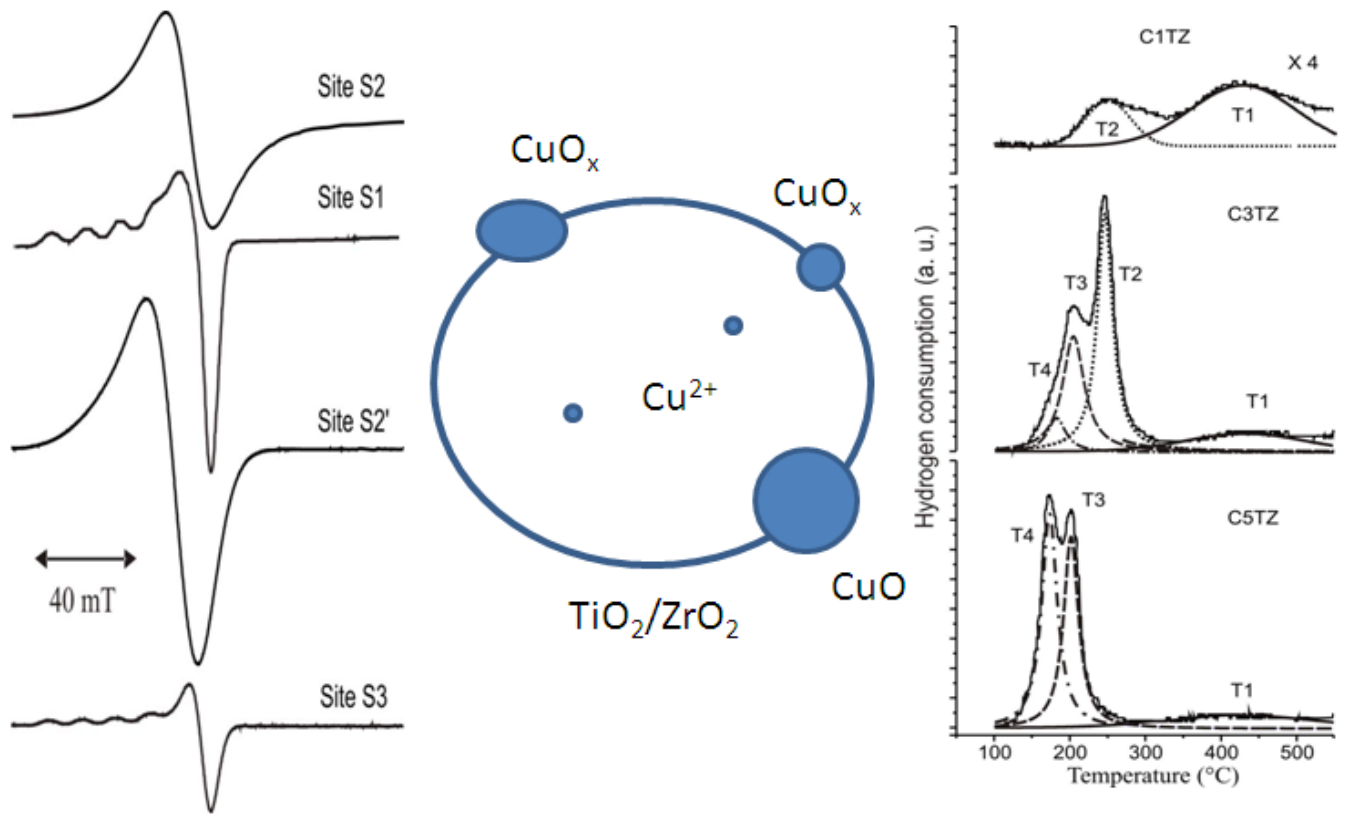 Site S2
Site S1
Site S2'
40 mT
Site S3
CuOₓ
CuOₓ
Cu²⁺
CuO
TiO₂/ZrO₂
Hydrogen consumption (a. u.)
C1TZ
X 4
T2
T1
C3TZ
T3
T2
T4
T1
C5TZ
T3
T4
T1
100 200 300 400 500
Temperature (°C)